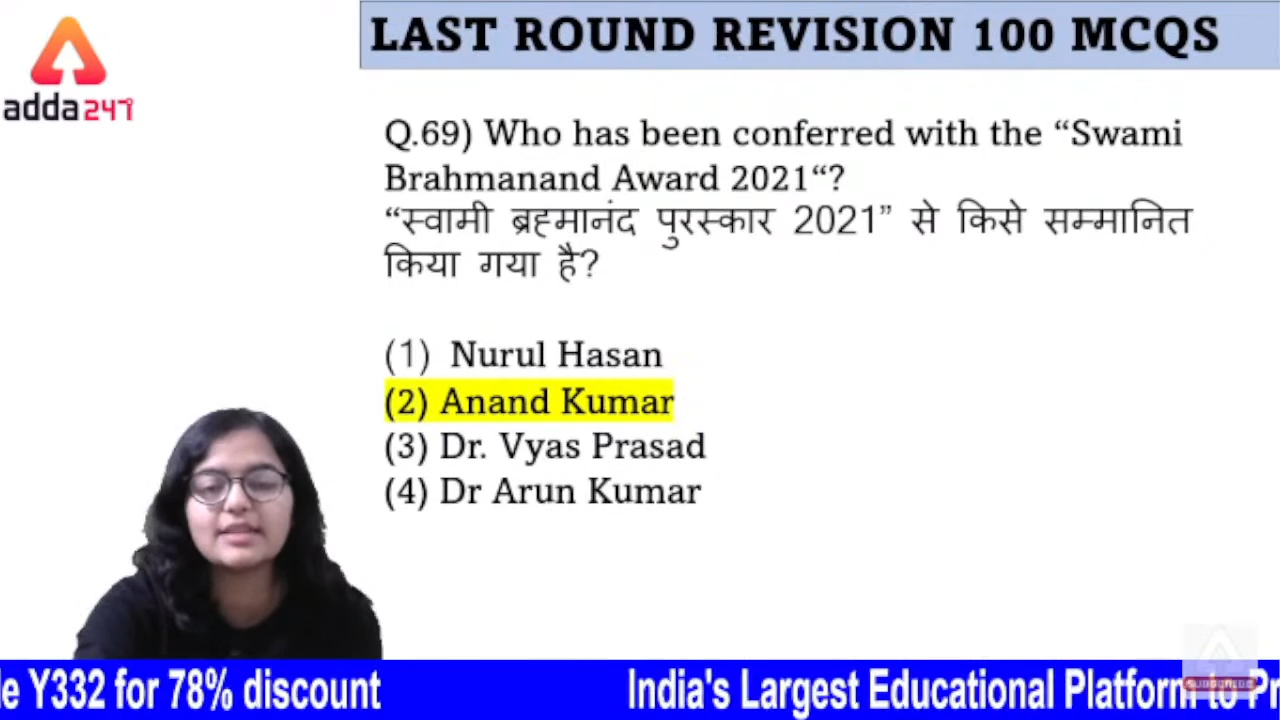 LAST ROUND REVISION 100 MCQS
adda247
Q.69) Who has been conferred with the “Swami
Brahmanand Award 2021“?
“स्वामी ब्रह्मानंद पुरस्कार 2021” से किसे सम्मानित
किया गया है?
(1) Nurul Hasan
(2) Anand Kumar
(3) Dr. Vyas Prasad
(4) Dr Arun Kumar
SUBSCRIBE
le Y332 for 78% discount India's Largest Educational Platform to Pr